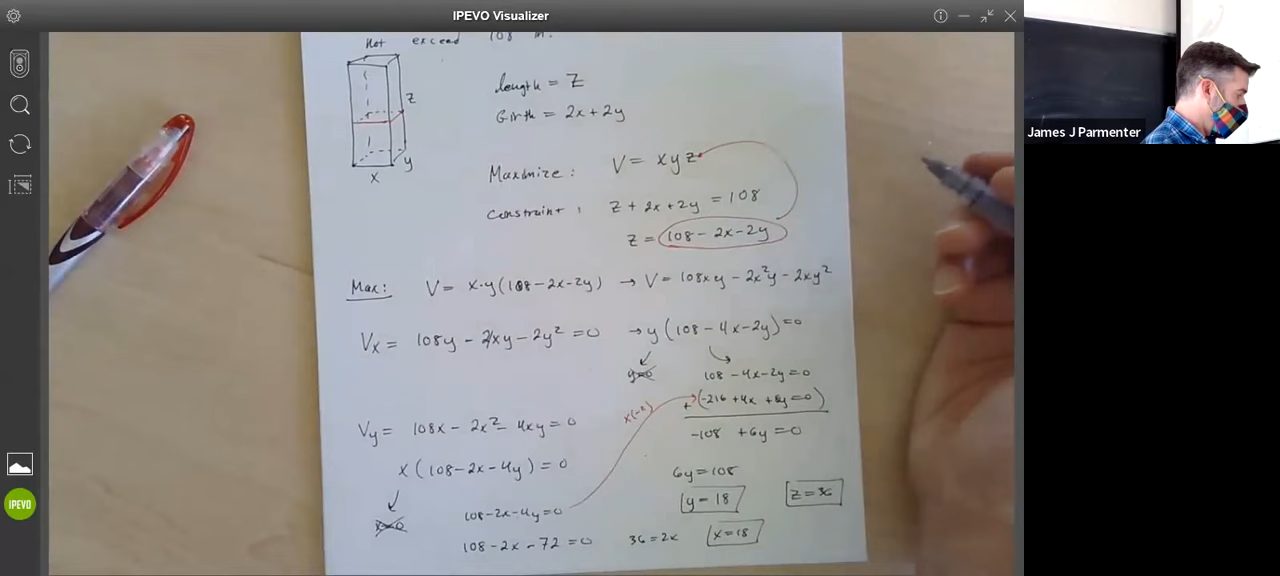 IPEVO Visualizer
James J Parmenter
Not exceed 108 in.
z
y
x
length = Z
Girth = 2x + 2y
Maximize: V = xyz
Constraint: Z + 2x + 2y = 108
Z = 108 - 2x - 2y
Max: V = x·y(108 - 2x - 2y) → V = 108xy - 2x²y - 2xy²
Vx = 108y - 4xy - 2y² = 0 → y(108 - 4x - 2y) = 0
y=0
108 - 4x - 2y = 0
x(-2)
+(-216 + 4x + 8y = 0)
-108 + 6y = 0
Vy = 108x - 2x² - 4xy = 0
x(108 - 2x - 4y) = 0
x=0
108 - 2x - 4y = 0
108 - 2x - 72 = 0
36 = 2x
x = 18
6y = 108
y = 18
Z = 36
IPEVO